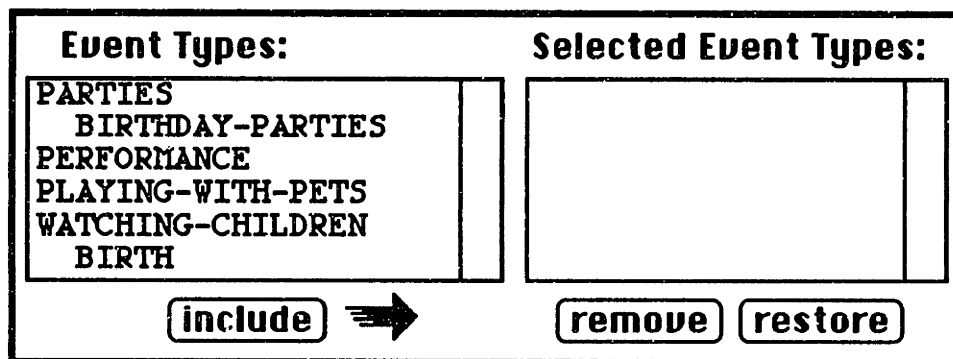 Event Types:
Selected Event Types:
PARTIES
BIRTHDAY-PARTIES
PERFORMANCE
PLAYING-WITH-PETS
WATCHING-CHILDREN
BIRTH
include
remove
restore